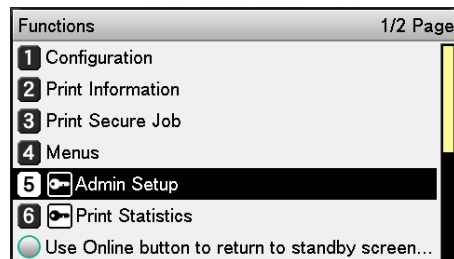 Functions 1/2 Page
1 Configuration
2 Print Information
3 Print Secure Job
4 Menus
5 Admin Setup
6 Print Statistics
Use Online button to return to standby screen...